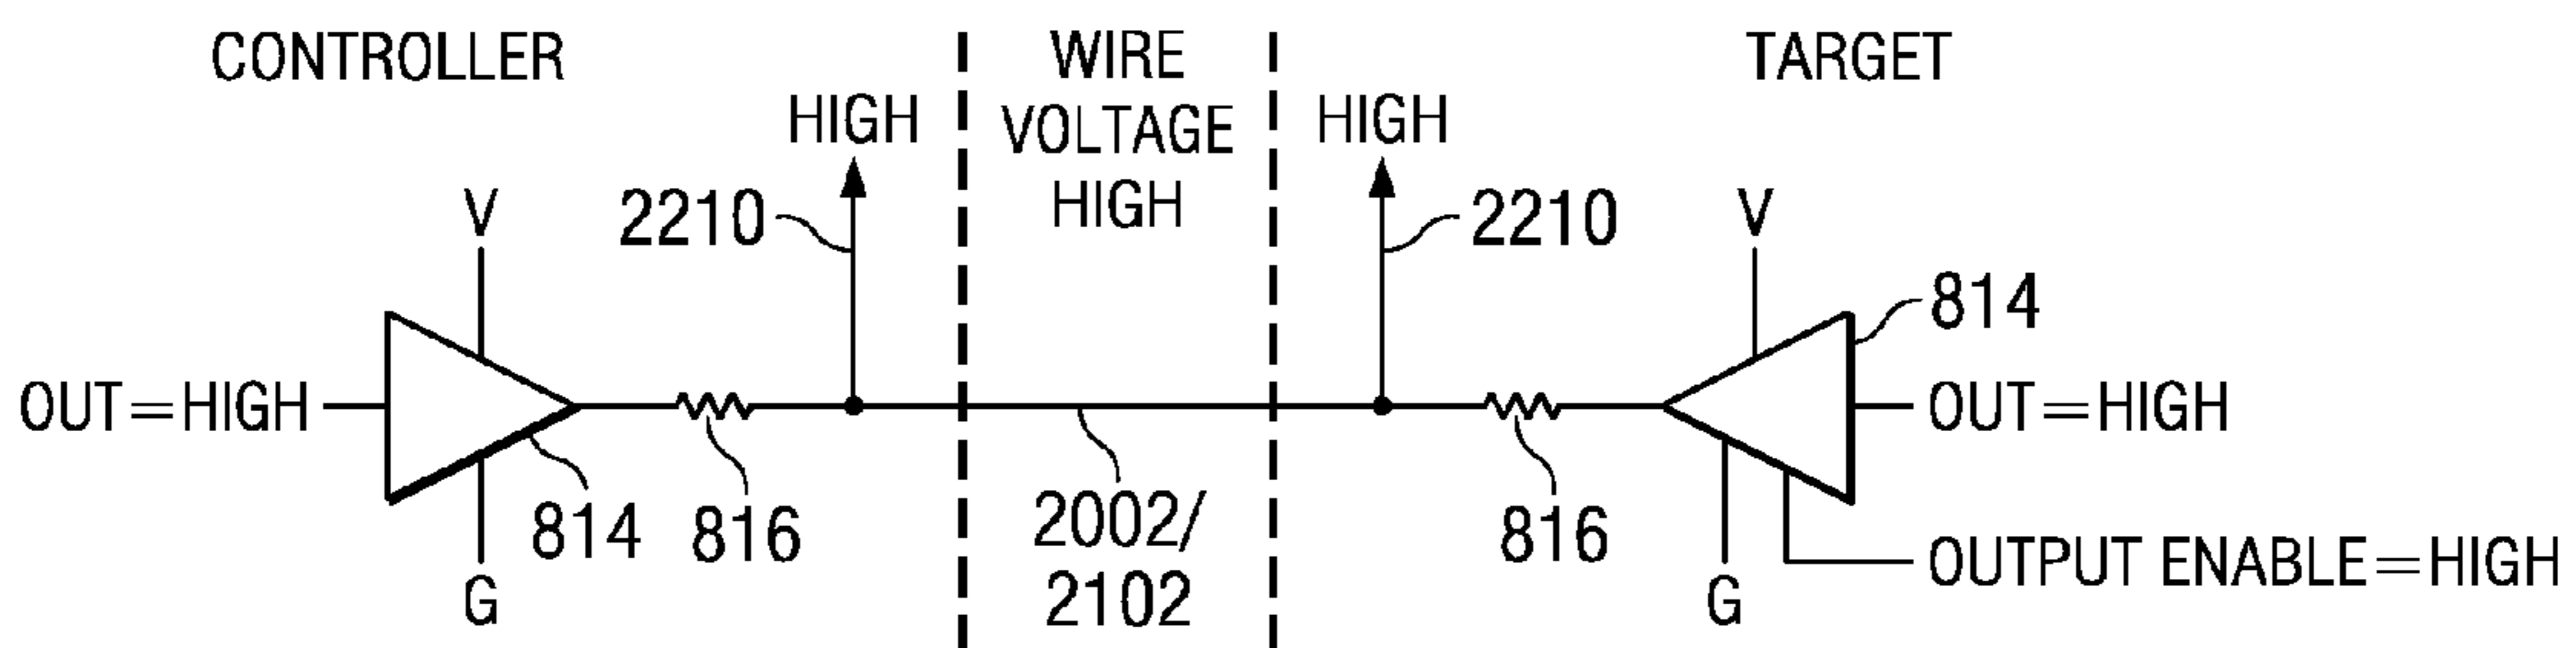 CONTROLLER
WIRE
VOLTAGE
HIGH
TARGET
HIGH
HIGH
2210
2210
V
V
814
OUT=HIGH
OUT=HIGH
814
816
2002/
2102
816
OUTPUT ENABLE=HIGH
G
G